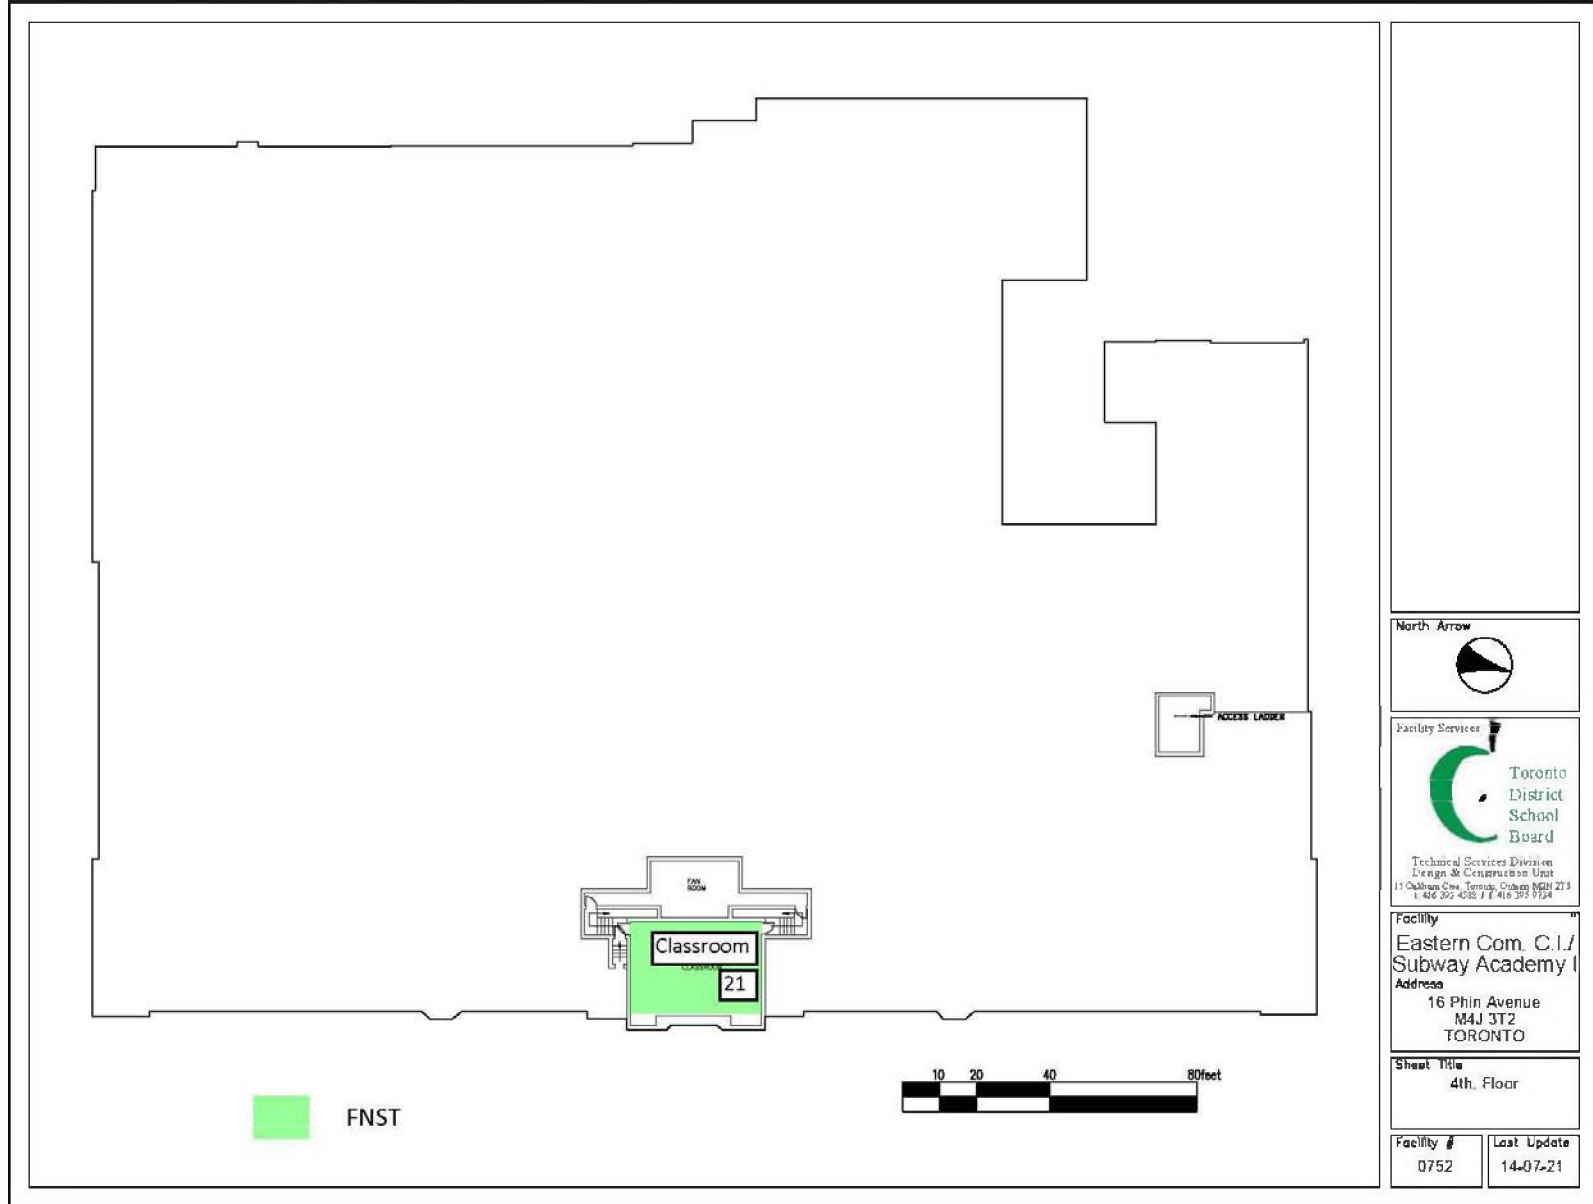 FAN
ROOM
Classroom
21
ACCESS LADDER
10 20 40 80feet
FNST
North Arrow
Facility Services
Toronto
District
School
Board
Technical Services Division
Design & Construction Unit
Facility
Eastern Com. C.I./
Subway Academy I
Address
16 Phin Avenue
M4J 3T2
TORONTO
Sheet Title
4th. Floor
Facility #
0752
Last Update
14-07-21